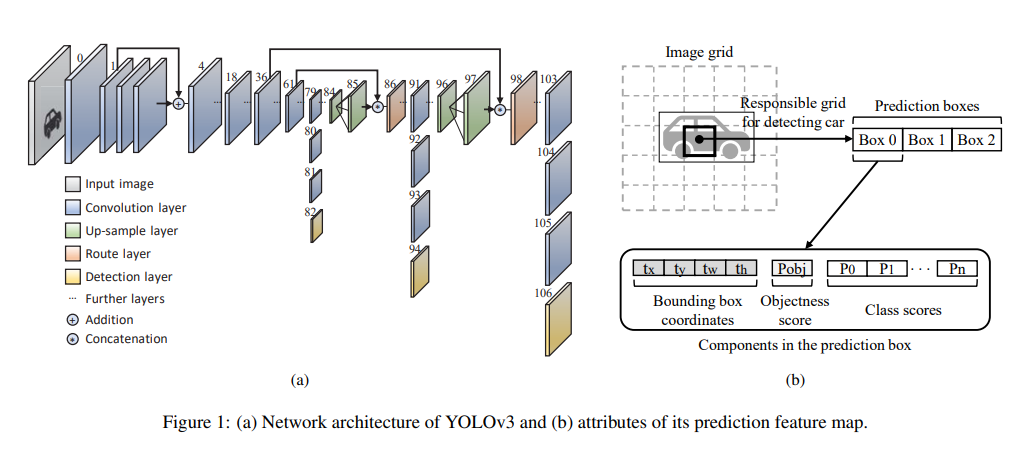 0
1
4
18
36
61
79
84
85
86
91
96
97
98
103
80
81
82
92
93
94
104
105
106
Input image
Convolution layer
Up-sample layer
Route layer
Detection layer
··· Further layers
+ Addition
* Concatenation
(a)
Image grid
Responsible grid
for detecting car
Prediction boxes
Box 0 Box 1 Box 2
tx ty tw th Pobj P0 P1 ··· Pn
Bounding box
coordinates
Objectness
score
Class scores
Components in the prediction box
(b)
Figure 1: (a) Network architecture of YOLOv3 and (b) attributes of its prediction feature map.